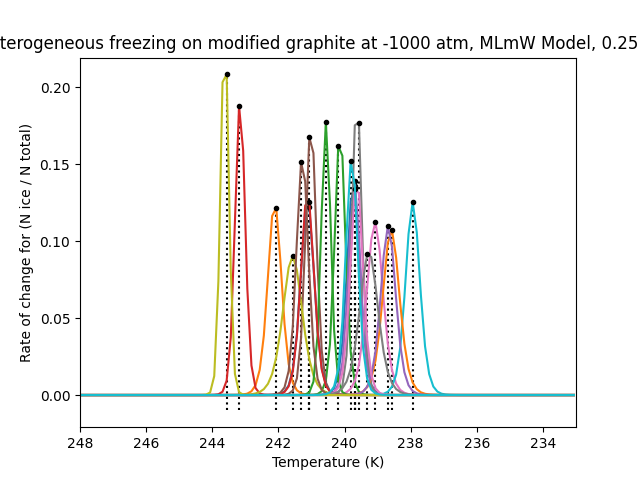 terogeneous freezing on modified graphite at -1000 atm, MLmW Model, 0.25
Rate of change for (N ice / N total)
0.20
0.15
0.10
0.05
0.00
248 246 244 242 240 238 236 234
Temperature (K)